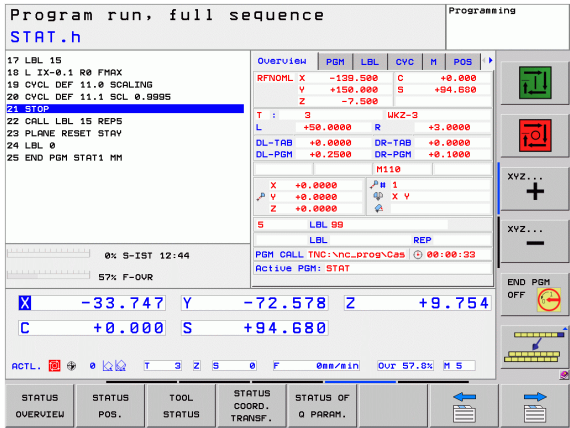 Program run, full sequence
Programming
STAT.h
17 LBL 15
18 L IX-0.1 R0 FMAX
19 CYCL DEF 11.0 SCALING
20 CYCL DEF 11.1 SCL 0.9995
21 STOP
22 CALL LBL 15 REP5
23 PLANE RESET STAY
24 LBL 0
25 END PGM STAT1 MM
0% S-IST 12:44
57% F-OVR
Overview PGM LBL CYC M POS
RFNOML X -139.500 C +0.000
Y +150.000 S +94.680
Z -7.500
T : 3 WKZ-3
L +50.0000 R +3.0000
DL-TAB +0.0000 DR-TAB +0.0000
DL-PGM +0.2500 DR-PGM +0.1000
M110
X +0.0000 # 1
Y +0.0000 X Y
Z +0.0000
5 LBL 99
LBL REP
PGM CALL TNC:\nc_prog\Cas 00:00:33
Active PGM: STAT
XYZ...
+
XYZ...
−
END PGM
OFF
X -33.747 Y -72.578 Z +9.754
C +0.000 S +94.680
ACTL. 0 T 3 Z S 0 F 0mm/min Ovr 57.8% M 5
STATUS OVERVIEW
STATUS POS.
TOOL STATUS
STATUS COORD. TRANSF.
STATUS OF Q PARAM.